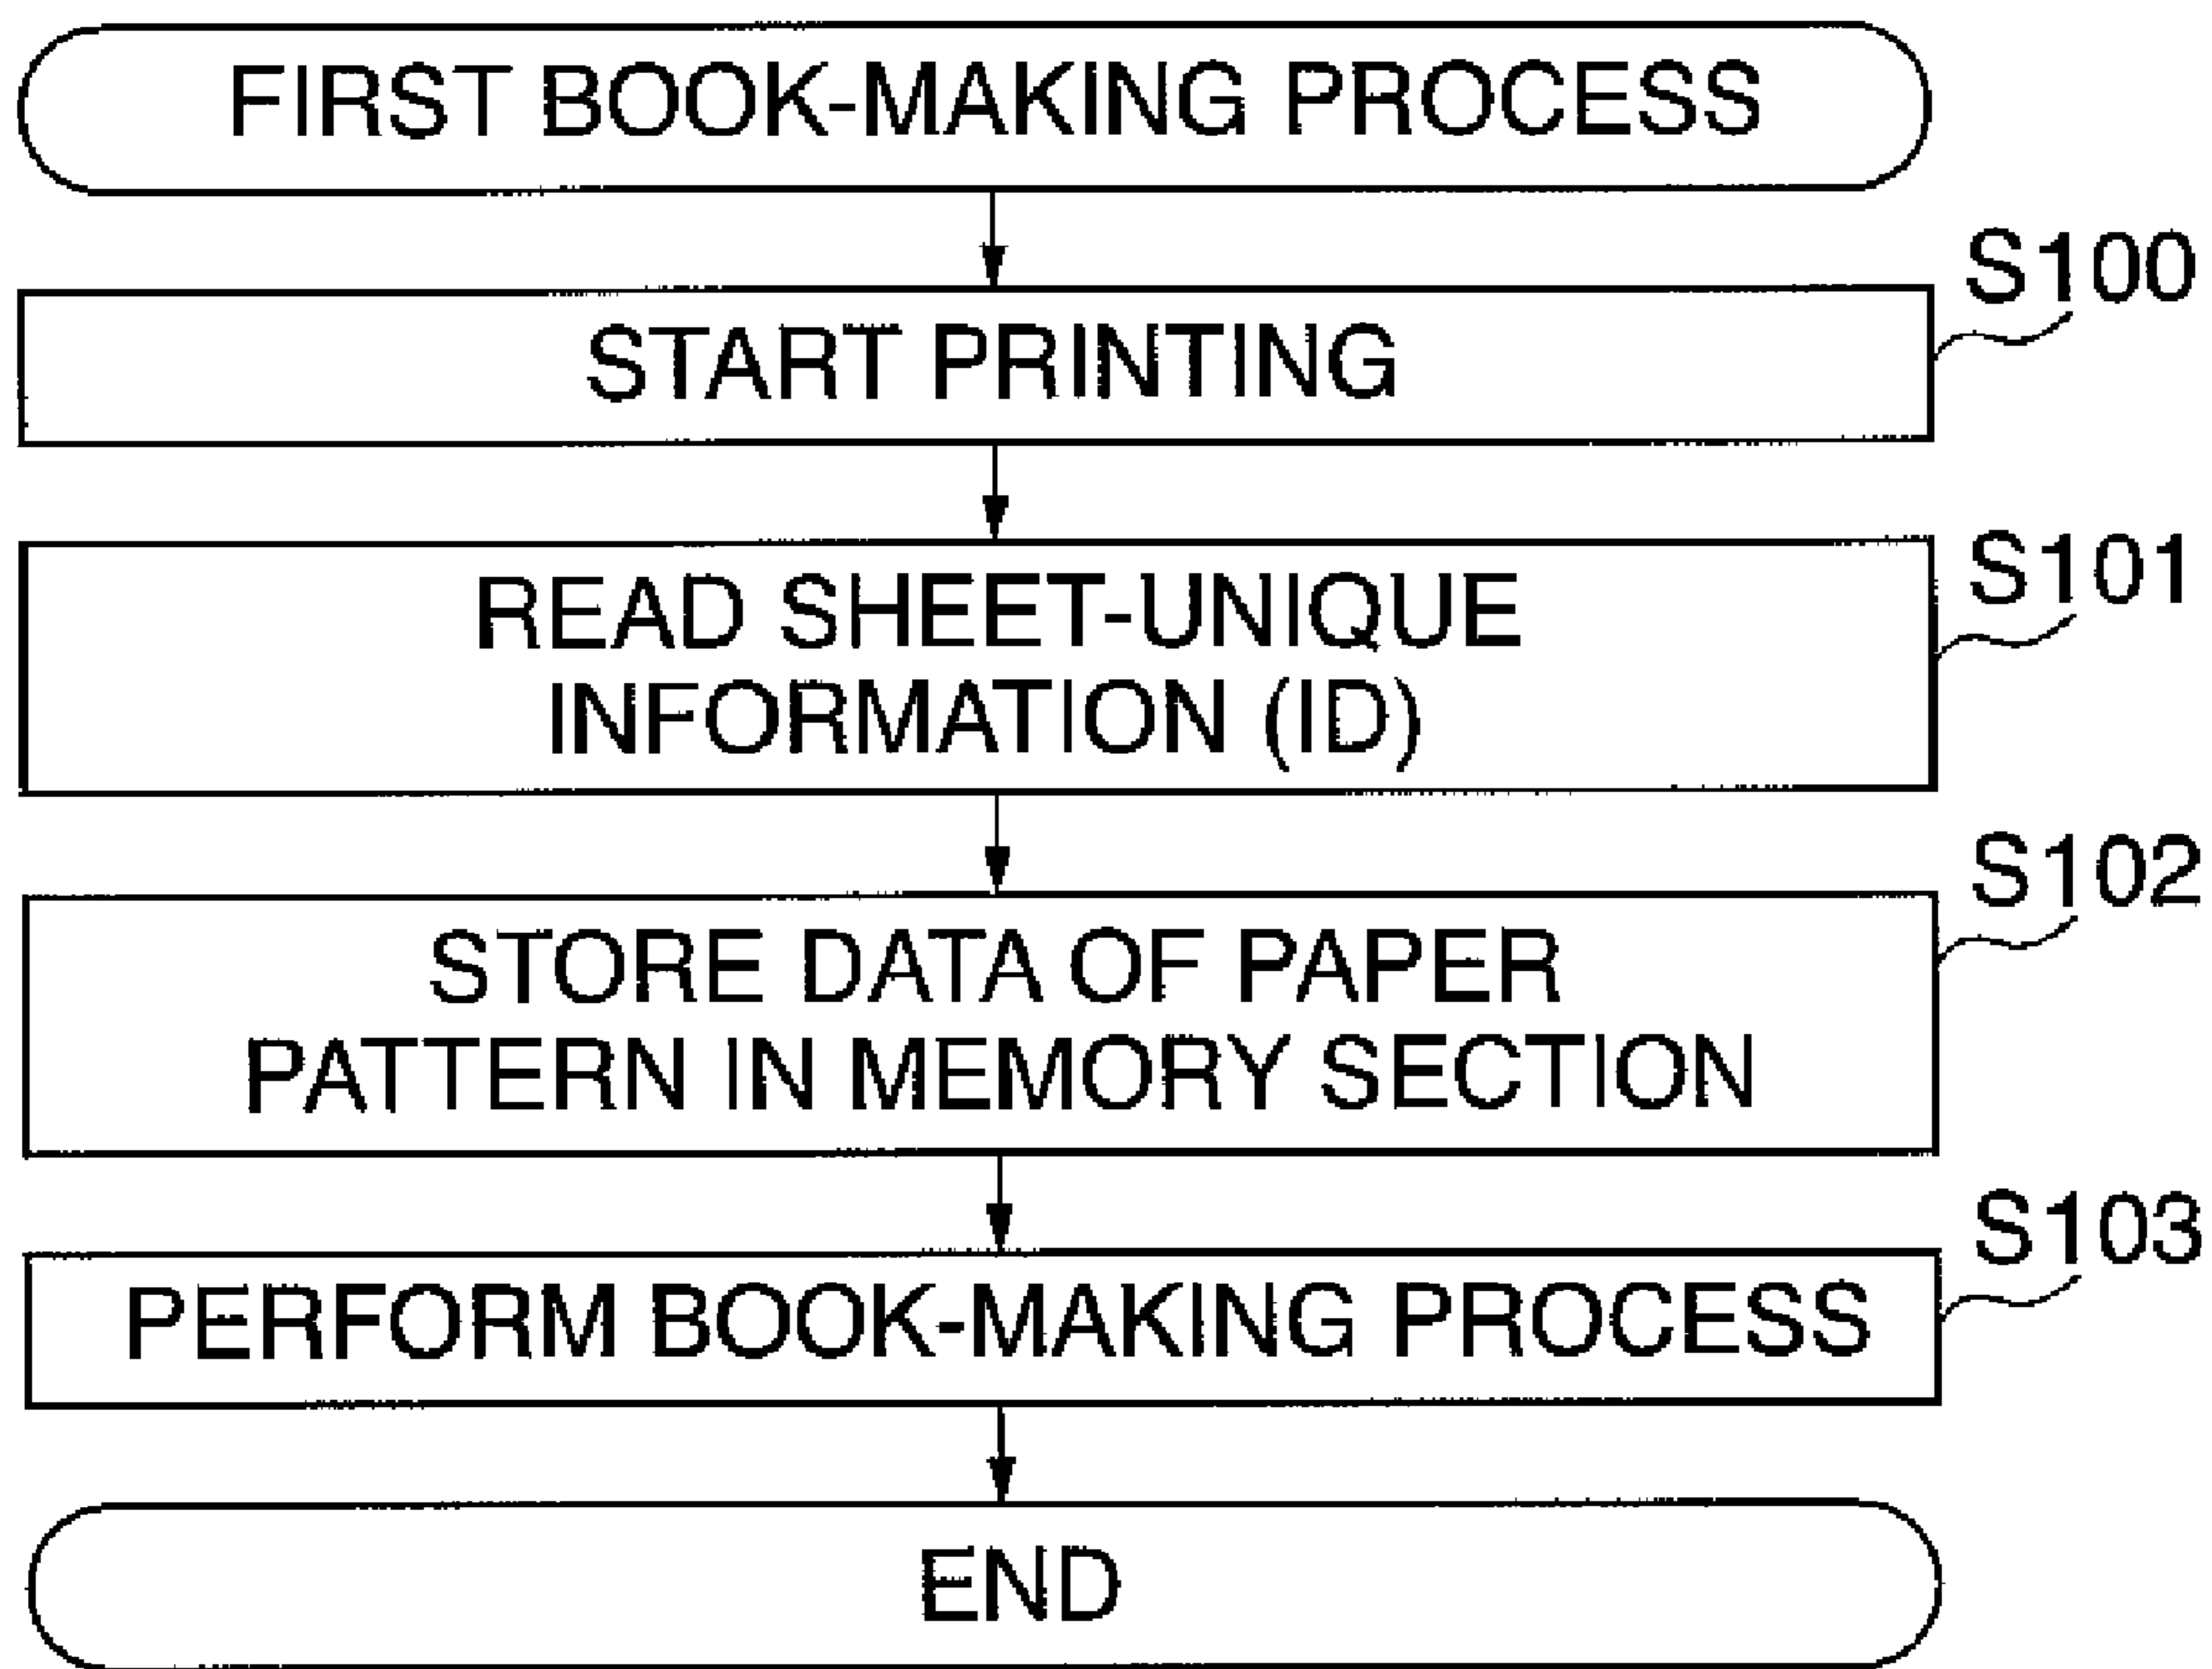 FIRST BOOK-MAKING PROCESS
S100
START PRINTING
S101
READ SHEET-UNIQUE
INFORMATION (ID)
S102
STORE DATA OF PAPER
PATTERN IN MEMORY SECTION
S103
PERFORM BOOK-MAKING PROCESS
END